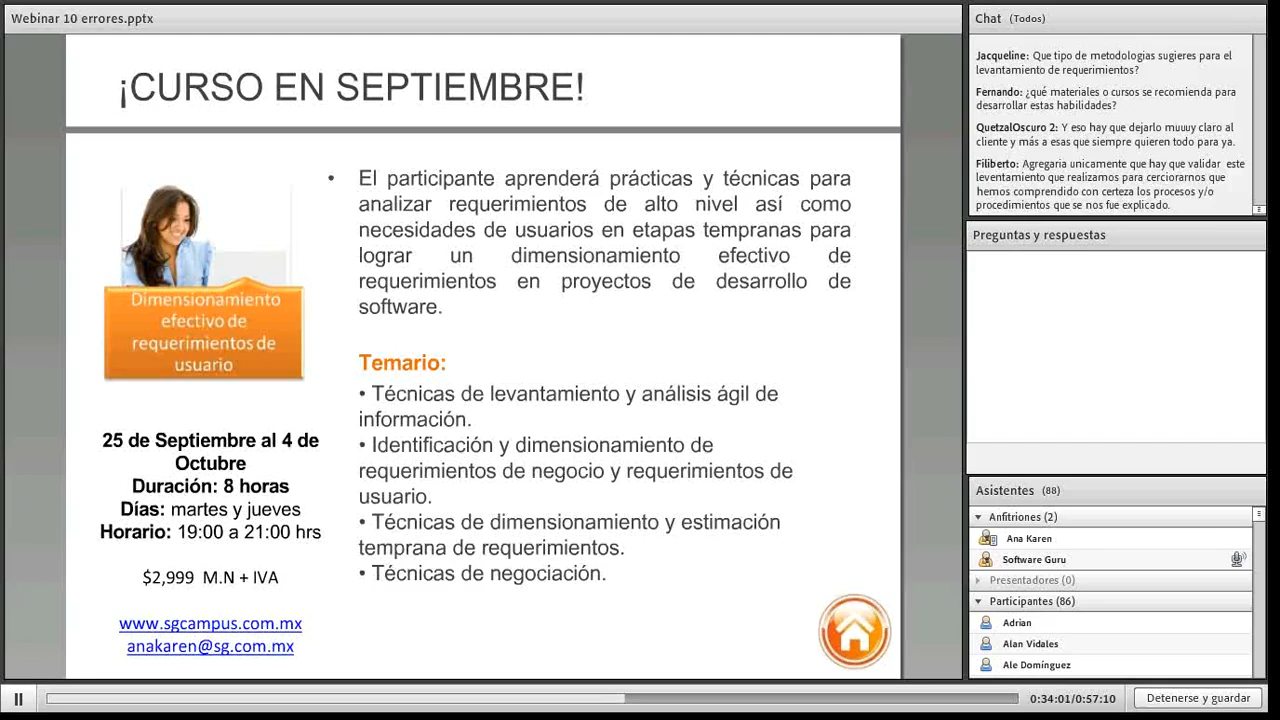 Webinar 10 errores.pptx
¡CURSO EN SEPTIEMBRE!
Dimensionamiento
efectivo de
requerimientos de
usuario
25 de Septiembre al 4 de
Octubre
Duración: 8 horas
Días: martes y jueves
Horario: 19:00 a 21:00 hrs
$2,999 M.N + IVA
www.sgcampus.com.mx
anakaren@sg.com.mx
• El participante aprenderá prácticas y técnicas para
analizar requerimientos de alto nivel así como
necesidades de usuarios en etapas tempranas para
lograr un dimensionamiento efectivo de
requerimientos en proyectos de desarrollo de
software.
Temario:
• Técnicas de levantamiento y análisis ágil de
información.
• Identificación y dimensionamiento de
requerimientos de negocio y requerimientos de
usuario.
• Técnicas de dimensionamiento y estimación
temprana de requerimientos.
• Técnicas de negociación.
Chat (Todos)
Jacqueline: Que tipo de metodologias sugieres para el
levantamiento de requerimientos?
Fernando: ¿qué materiales o cursos se recomienda para
desarrollar estas habilidades?
QuetzalOscuro 2: Y eso hay que dejarlo muuuy claro al
cliente y más a esas que siempre quieren todo para ya.
Filiberto: Agregaria unicamente que hay que validar este
levantamiento que realizamos para cerciorarnos que
hemos comprendido con certeza los procesos y/o
procedimientos que se nos fue explicado.
Preguntas y respuestas
Asistentes (88)
Anfitriones (2)
Ana Karen
Software Guru
Presentadores (0)
Participantes (86)
Adrian
Alan Vidales
Ale Domínguez
0:34:01/0:57:10
Detenerse y guardar